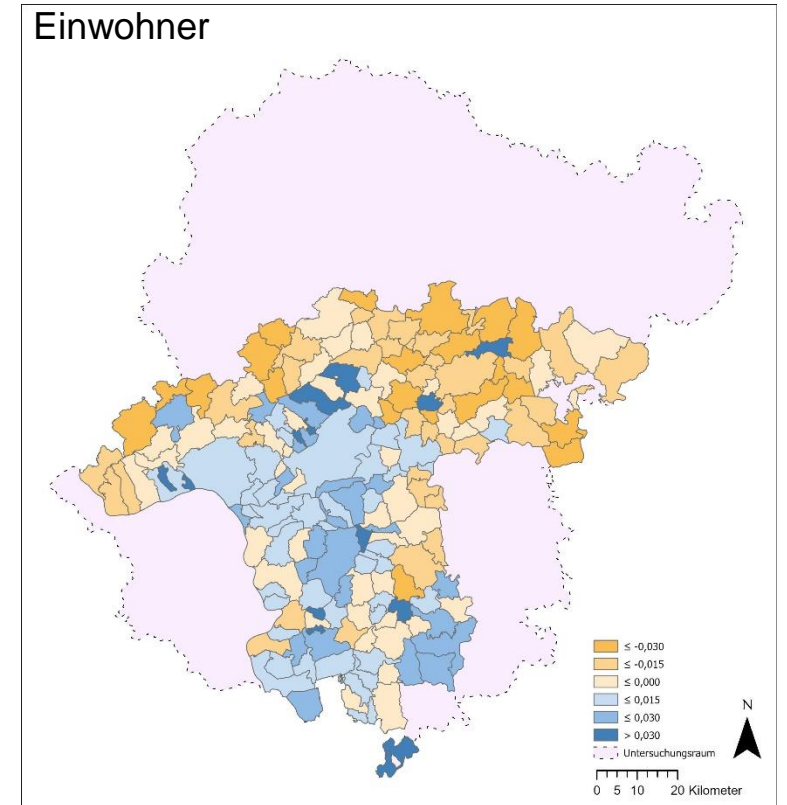 Einwohner
≤ -0,030
≤ -0,015
≤ 0,000
≤ 0,015
≤ 0,030
> 0,030
Untersuchungsraum
N
0 5 10 20 Kilometer